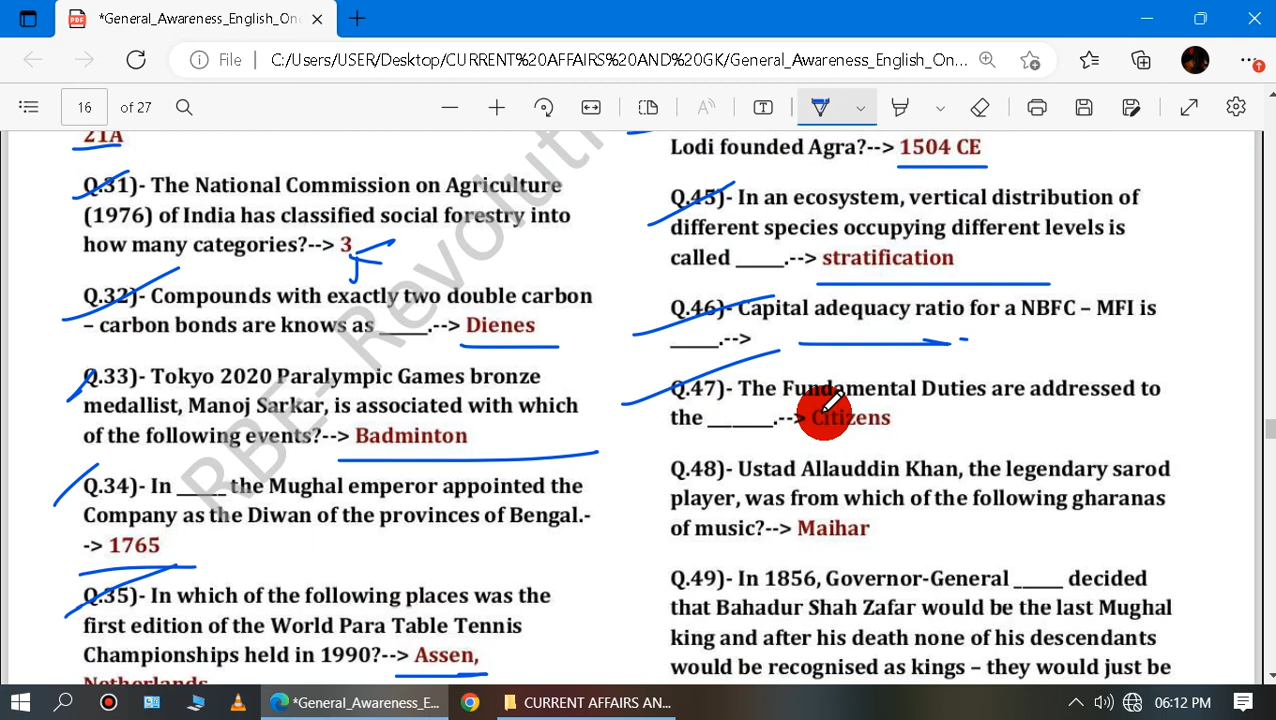 *General_Awareness_English_On
File
C:/Users/USER/Desktop/CURRENT%20AFFAIRS%20AND%20GK/General_Awareness_English_On...
16 of 27
21A
Q.31)- The National Commission on Agriculture
(1976) of India has classified social forestry into
how many categories?--> 3
Q.32)- Compounds with exactly two double carbon
– carbon bonds are knows as _____.--> Dienes
Q.33)- Tokyo 2020 Paralympic Games bronze
medallist, Manoj Sarkar, is associated with which
of the following events?--> Badminton
Q.34)- In _____ the Mughal emperor appointed the
Company as the Diwan of the provinces of Bengal.-
-> 1765
Q.35)- In which of the following places was the
first edition of the World Para Table Tennis
Championships held in 1990?--> Assen,
Netherlands
Lodi founded Agra?--> 1504 CE
Q.45)- In an ecosystem, vertical distribution of
different species occupying different levels is
called _____.--> stratification
Q.46)- Capital adequacy ratio for a NBFC – MFI is
_____.-->
Q.47)- The Fundamental Duties are addressed to
the _______.--> Citizens
Q.48)- Ustad Allauddin Khan, the legendary sarod
player, was from which of the following gharanas
of music?--> Maihar
Q.49)- In 1856, Governor-General _____ decided
that Bahadur Shah Zafar would be the last Mughal
king and after his death none of his descendants
would be recognised as kings – they would just be
RBE- Revoluti
*General_Awareness_E...
CURRENT AFFAIRS AN...
06:12 PM